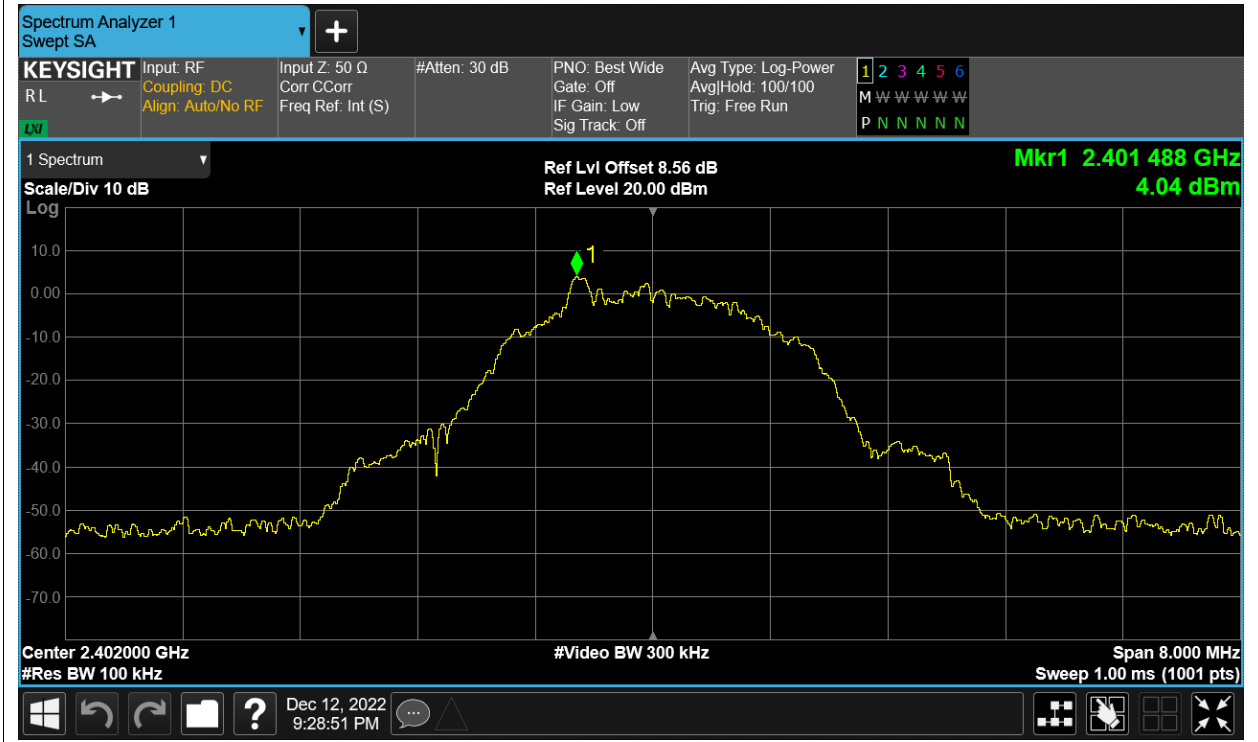 Spectrum Analyzer 1
Swept SA
KEYSIGHT
R L
LXI
Input: RF
Coupling: DC
Align: Auto/No RF
Input Z: 50 Ω
Corr CCorr
Freq Ref: Int (S)
#Atten: 30 dB
PNO: Best Wide
Gate: Off
IF Gain: Low
Sig Track: Off
Avg Type: Log-Power
Avg|Hold: 100/100
Trig: Free Run
1 2 3 4 5 6
M W W W W W
P N N N N N
1 Spectrum
Scale/Div 10 dB
Log
Ref Lvl Offset 8.56 dB
Ref Level 20.00 dBm
Mkr1 2.401 488 GHz
4.04 dBm
1
10.0
0.00
-10.0
-20.0
-30.0
-40.0
-50.0
-60.0
-70.0
Center 2.402000 GHz
#Res BW 100 kHz
#Video BW 300 kHz
Span 8.000 MHz
Sweep 1.00 ms (1001 pts)
?
Dec 12, 2022
9:28:51 PM